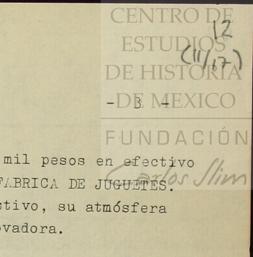 CENTRO DE
12
ESTUDIOS
(11/17)
DE HISTORIA
- 3 -
DE MEXICO
FUNDACIÓN
mil pesos en efectivo
Carlos Slim
FABRICA DE JUGUETES.
ctivo, su atmósfera
ovadora.